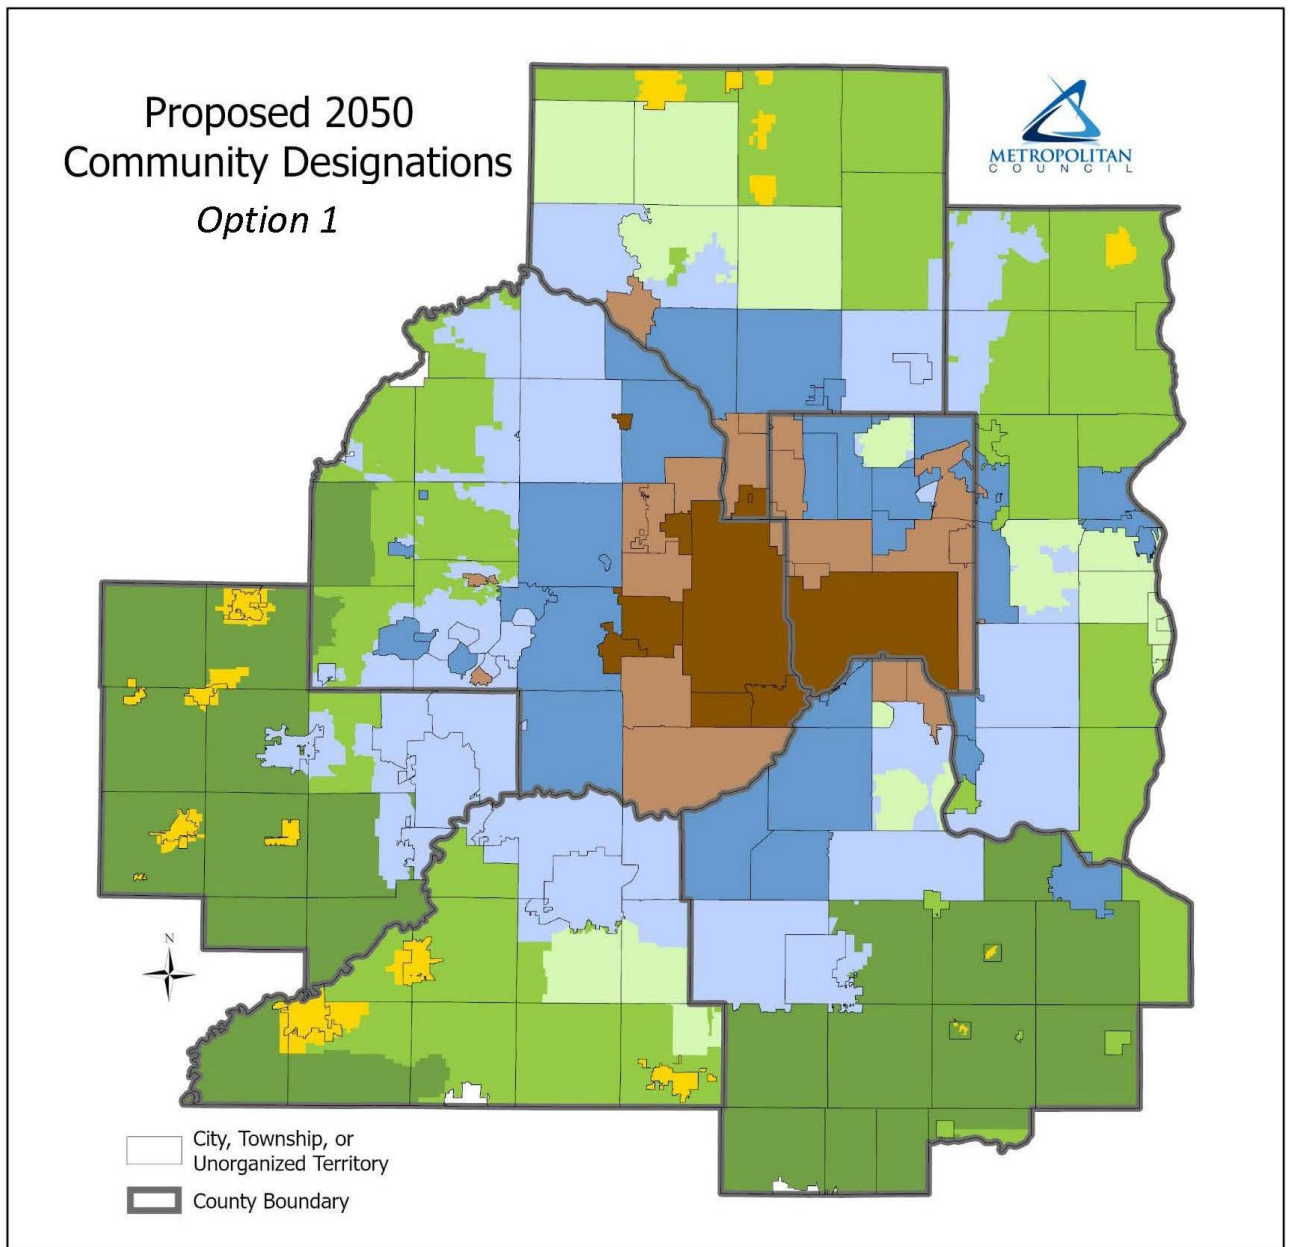 Proposed 2050
Community Designations
Option 1
METROPOLITAN
COUNCIL
N
City, Township, or
Unorganized Territory
County Boundary